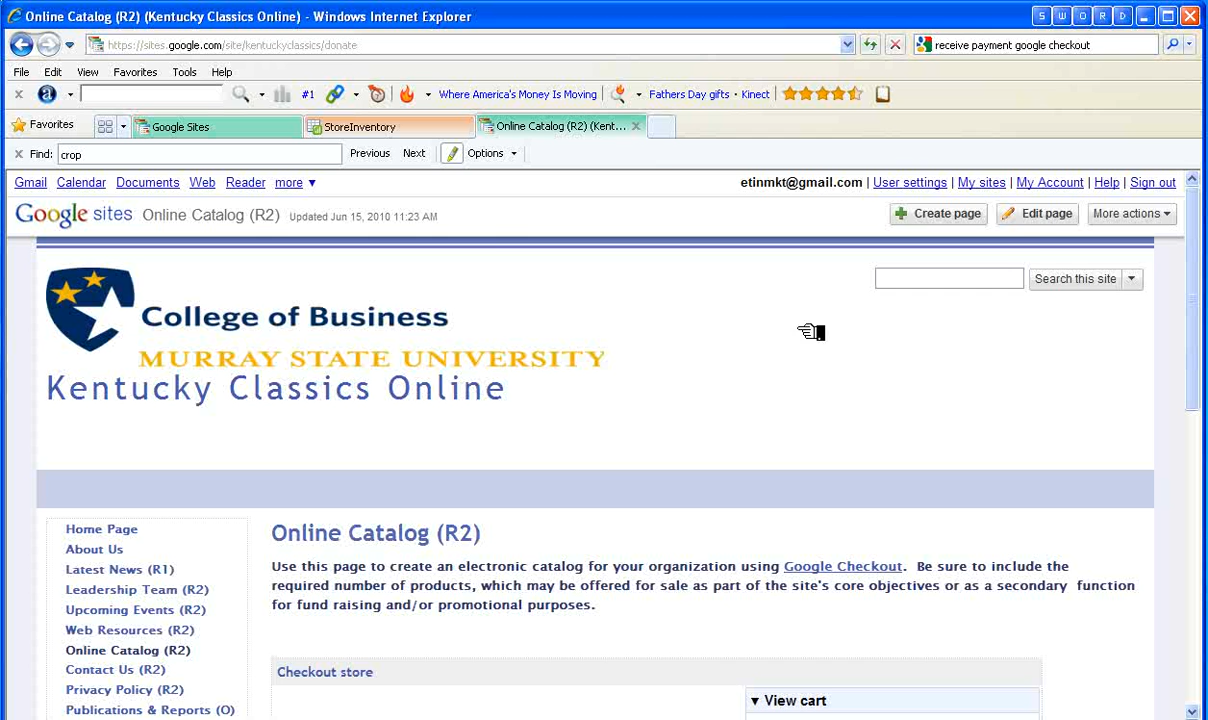 Online Catalog (R2) (Kentucky Classics Online) - Windows Internet Explorer
S W O R D
https://sites.google.com/site/kentuckyclassics/donate
receive payment google checkout
File Edit View Favorites Tools Help
a #1 Where America's Money Is Moving Fathers Day gifts • Kinect
Favorites Google Sites StoreInventory Online Catalog (R2) (Kent...
Find: crop Previous Next Options
Gmail Calendar Documents Web Reader more ▼ etinmkt@gmail.com | User settings | My sites | My Account | Help | Sign out
Google sites Online Catalog (R2) Updated Jun 15, 2010 11:23 AM Create page Edit page More actions ▾
Search this site
College of Business
MURRAY STATE UNIVERSITY
Kentucky Classics Online
Home Page
About Us
Latest News (R1)
Leadership Team (R2)
Upcoming Events (R2)
Web Resources (R2)
Online Catalog (R2)
Contact Us (R2)
Privacy Policy (R2)
Publications & Reports (O)
Online Catalog (R2)
Use this page to create an electronic catalog for your organization using Google Checkout. Be sure to include the
required number of products, which may be offered for sale as part of the site's core objectives or as a secondary function
for fund raising and/or promotional purposes.
Checkout store
▼ View cart